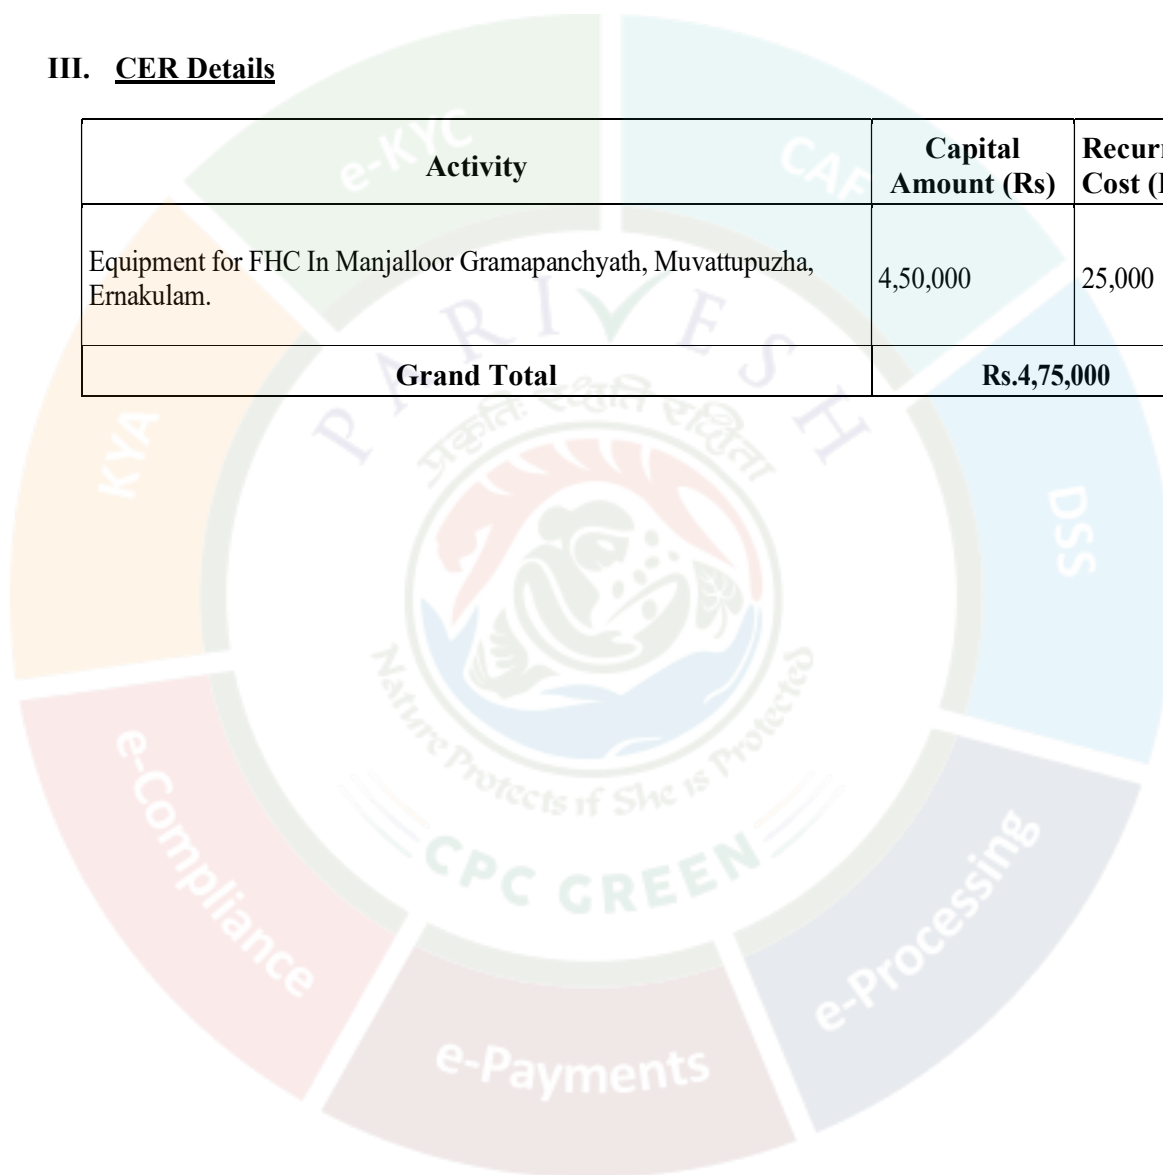 III. CER Details
Activity
Capital
Amount (Rs)
Recurr
Cost (
Equipment for FHC In Manjalloor Gramapanchyath, Muvattupuzha,
Ernakulam.
4,50,000
25,000
Grand Total
Rs.4,75,000
e-KYC
CAF
KYA
PARIVESH
DSS
प्रकृतिः रक्षति रक्षिता
Nature Protects if She is Protected
CPC GREEN
e-Compliance
e-Processing
e-Payments